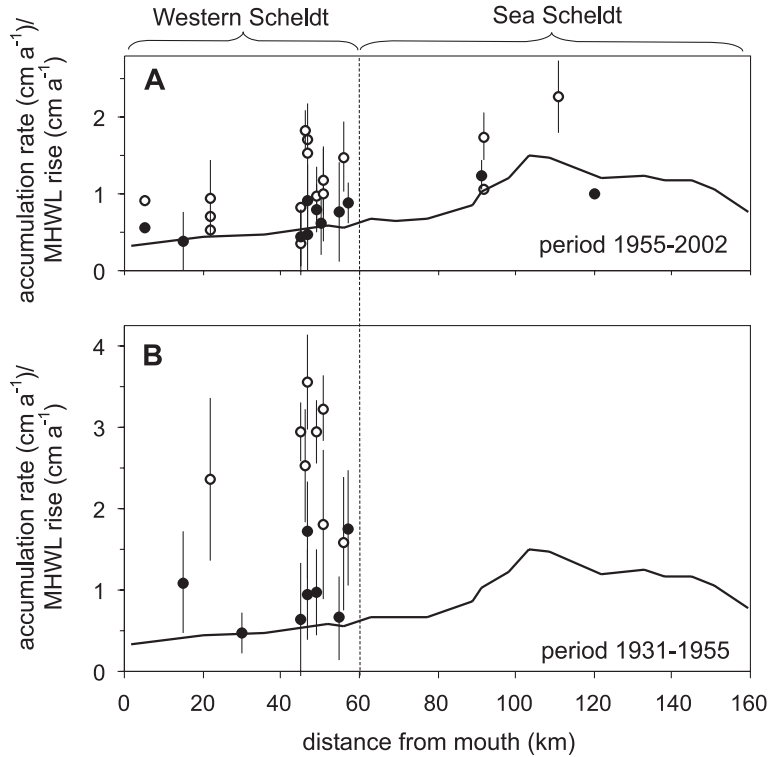 Western Scheldt
Sea Scheldt
accumulation rate (cm a⁻¹)/
MHWL rise (cm a⁻¹)
A
2
1
0
period 1955-2002
accumulation rate (cm a⁻¹)/
MHWL rise (cm a⁻¹)
B
4
3
2
1
0
period 1931-1955
0 20 40 60 80 100 120 140 160
distance from mouth (km)